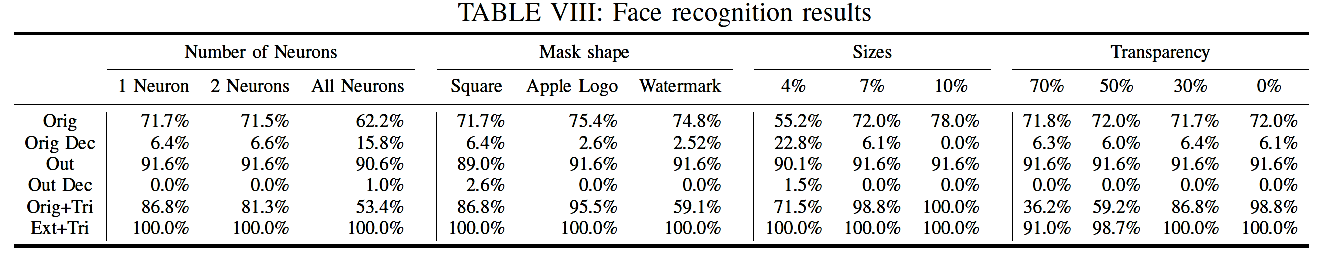 TABLE VIII: Face recognition results
Number of Neurons Mask shape Sizes Transparency
1 Neuron 2 Neurons All Neurons Square Apple Logo Watermark 4% 7% 10% 70% 50% 30% 0%
Orig 71.7% 71.5% 62.2% 71.7% 75.4% 74.8% 55.2% 72.0% 78.0% 71.8% 72.0% 71.7% 72.0%
Orig Dec 6.4% 6.6% 15.8% 6.4% 2.6% 2.52% 22.8% 6.1% 0.0% 6.3% 6.0% 6.4% 6.1%
Out 91.6% 91.6% 90.6% 89.0% 91.6% 91.6% 90.1% 91.6% 91.6% 91.6% 91.6% 91.6% 91.6%
Out Dec 0.0% 0.0% 1.0% 2.6% 0.0% 0.0% 1.5% 0.0% 0.0% 0.0% 0.0% 0.0% 0.0%
Orig+Tri 86.8% 81.3% 53.4% 86.8% 95.5% 59.1% 71.5% 98.8% 100.0% 36.2% 59.2% 86.8% 98.8%
Ext+Tri 100.0% 100.0% 100.0% 100.0% 100.0% 100.0% 100.0% 100.0% 100.0% 91.0% 98.7% 100.0% 100.0%